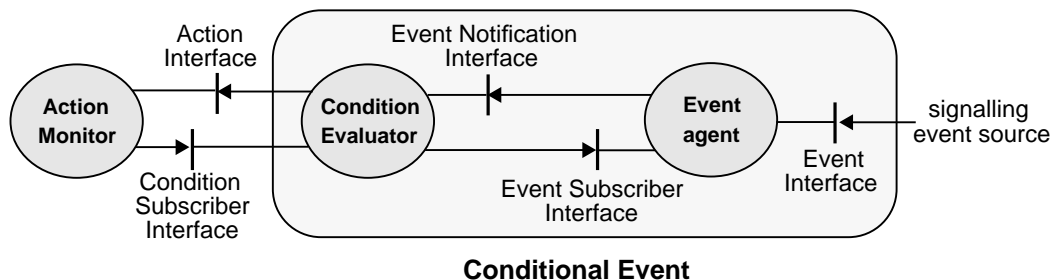 Action
Interface
Event Notification
Interface
Action
Monitor
Condition
Evaluator
Event
agent
signalling
event source
Condition
Subscriber
Interface
Event Subscriber
Interface
Event
Interface
Conditional Event